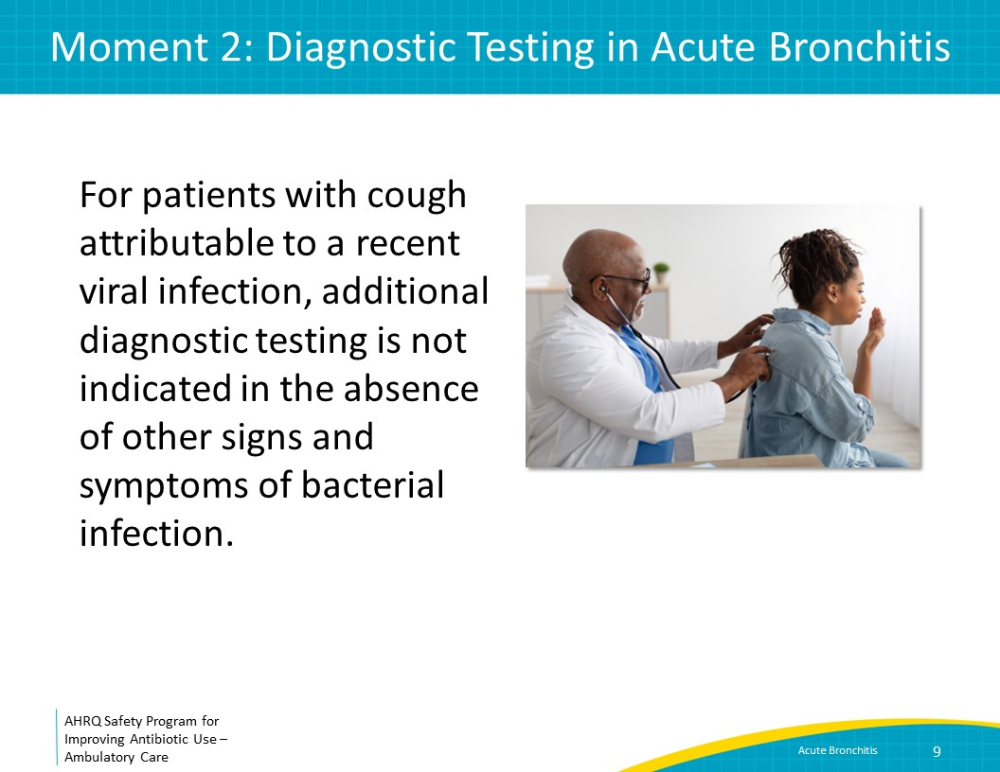 Moment 2: Diagnostic Testing in Acute Bronchitis
For patients with cough
attributable to a recent
viral infection, additional
diagnostic testing is not
indicated in the absence
of other signs and
symptoms of bacterial
infection.
AHRQ Safety Program for
Improving Antibiotic Use –
Ambulatory Care
Acute Bronchitis
9